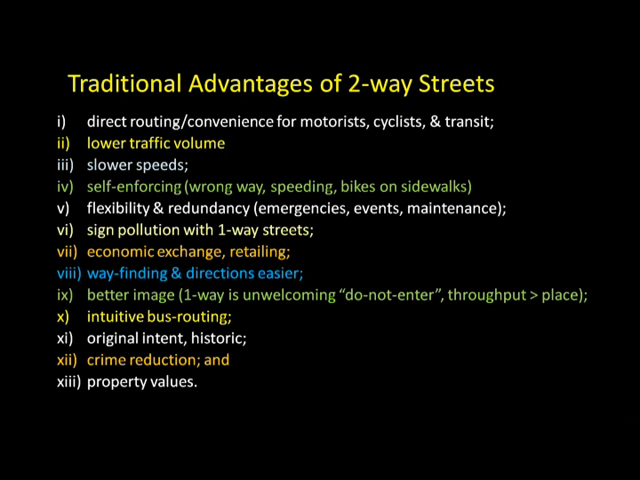 Traditional Advantages of 2-way Streets
i) direct routing/convenience for motorists, cyclists, & transit;
ii) lower traffic volume
iii) slower speeds;
iv) self-enforcing (wrong way, speeding, bikes on sidewalks)
v) flexibility & redundancy (emergencies, events, maintenance);
vi) sign pollution with 1-way streets;
vii) economic exchange, retailing;
viii) way-finding & directions easier;
ix) better image (1-way is unwelcoming “do-not-enter”, throughput > place);
x) intuitive bus-routing;
xi) original intent, historic;
xii) crime reduction; and
xiii) property values.